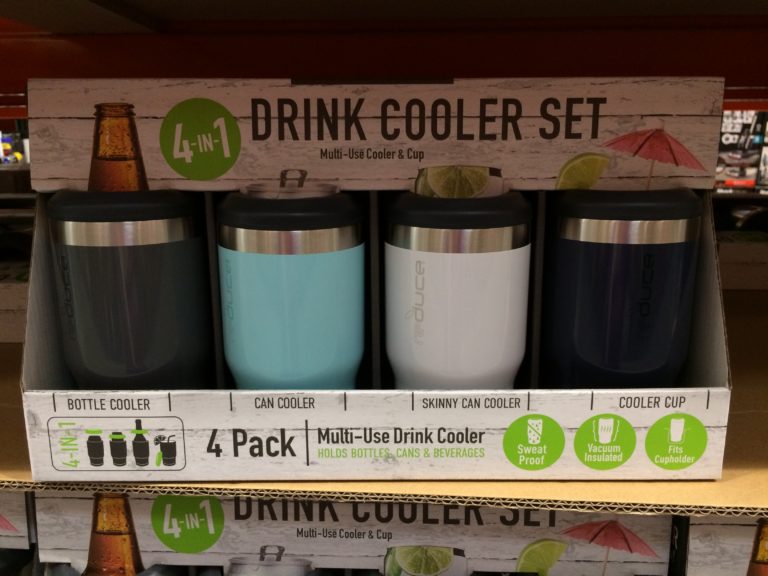 4-IN-1
DRINK COOLER SET
Multi-Use Cooler & Cup
reduce
reduce
reduce
BOTTLE COOLER
CAN COOLER
SKINNY CAN COOLER
COOLER CUP
4-IN-1
4 Pack
Multi-Use Drink Cooler
HOLDS BOTTLES, CANS & BEVERAGES
Sweat
Proof
Vacuum
Insulated
Fits
Cupholder
4-IN-1
DRINK COOLER SET
Multi-Use Cooler & Cup